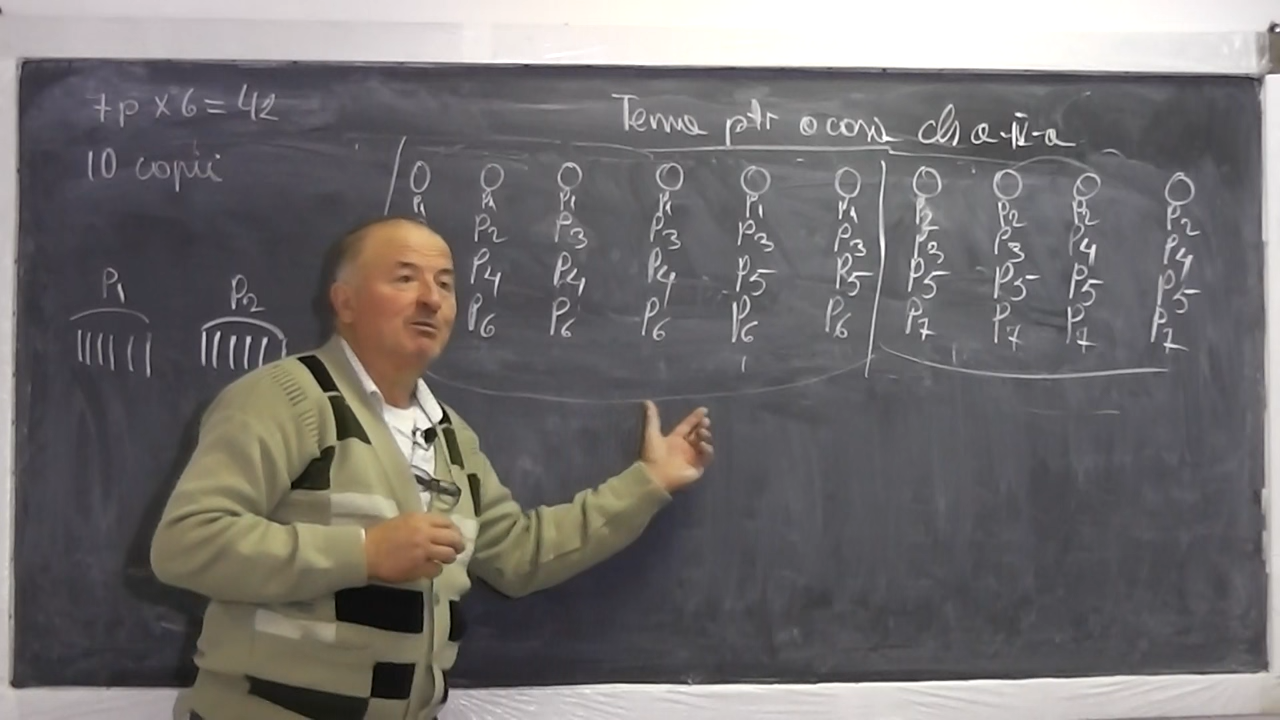 7p x 6 = 42
10 copii
Tema ptr acasă cls a-IV-a
P1 P1 P1 P1 P1 P1 P2 P2 P2 P2
P2 P3 P3 P3 P3 P3 P3 P4 P4
P4 P4 P4 P5 P5 P5 P5 P5 P5
P6 P6 P6 P6 P6 P7 P7 P7 P7
P1 P2